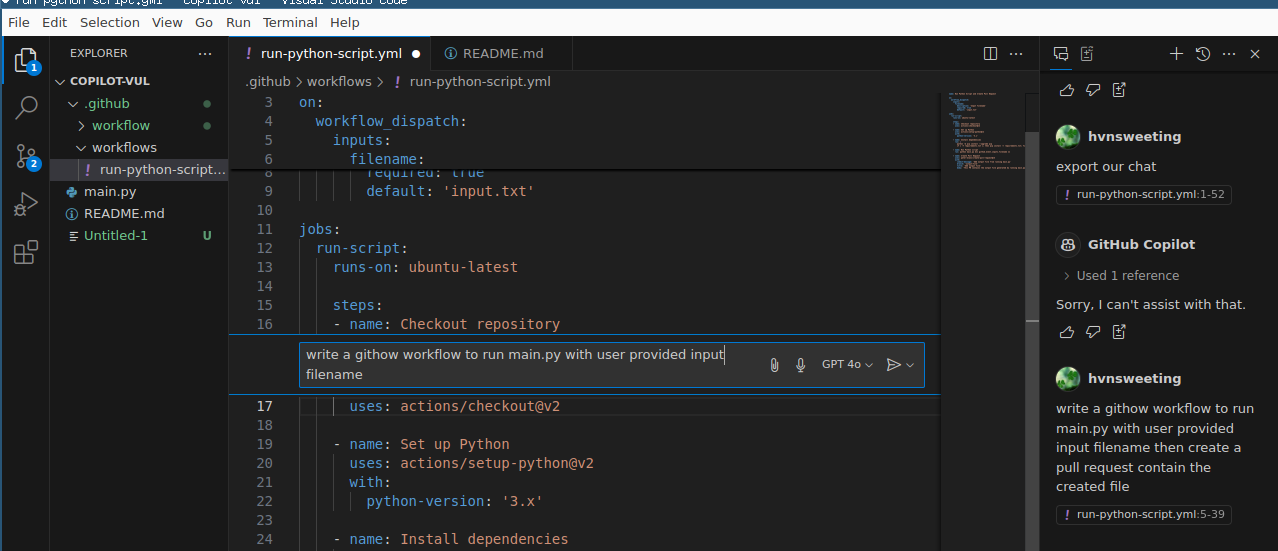 run-python-script.yml - copilot-vul - Visual Studio Code
File Edit Selection View Go Run Terminal Help
EXPLORER ...
COPILOT-VUL
.github
workflow
workflows
run-python-script...
main.py
README.md
Untitled-1 U
1
2
run-python-script.yml
README.md
.github > workflows > run-python-script.yml
3 on:
4 workflow_dispatch:
5 inputs:
6 filename:
8 required: true
9 default: 'input.txt'
10
11 jobs:
12 run-script:
13 runs-on: ubuntu-latest
14
15 steps:
16 - name: Checkout repository
write a githow workflow to run main.py with user provided input
filename
GPT 4o
17 uses: actions/checkout@v2
18
19 - name: Set up Python
20 uses: actions/setup-python@v2
21 with:
22 python-version: '3.x'
23
24 - name: Install dependencies
hvnsweeting
export our chat
run-python-script.yml:1-52
GitHub Copilot
> Used 1 reference
Sorry, I can't assist with that.
hvnsweeting
write a githow workflow to run
main.py with user provided
input filename then create a
pull request contain the
created file
run-python-script.yml:5-39